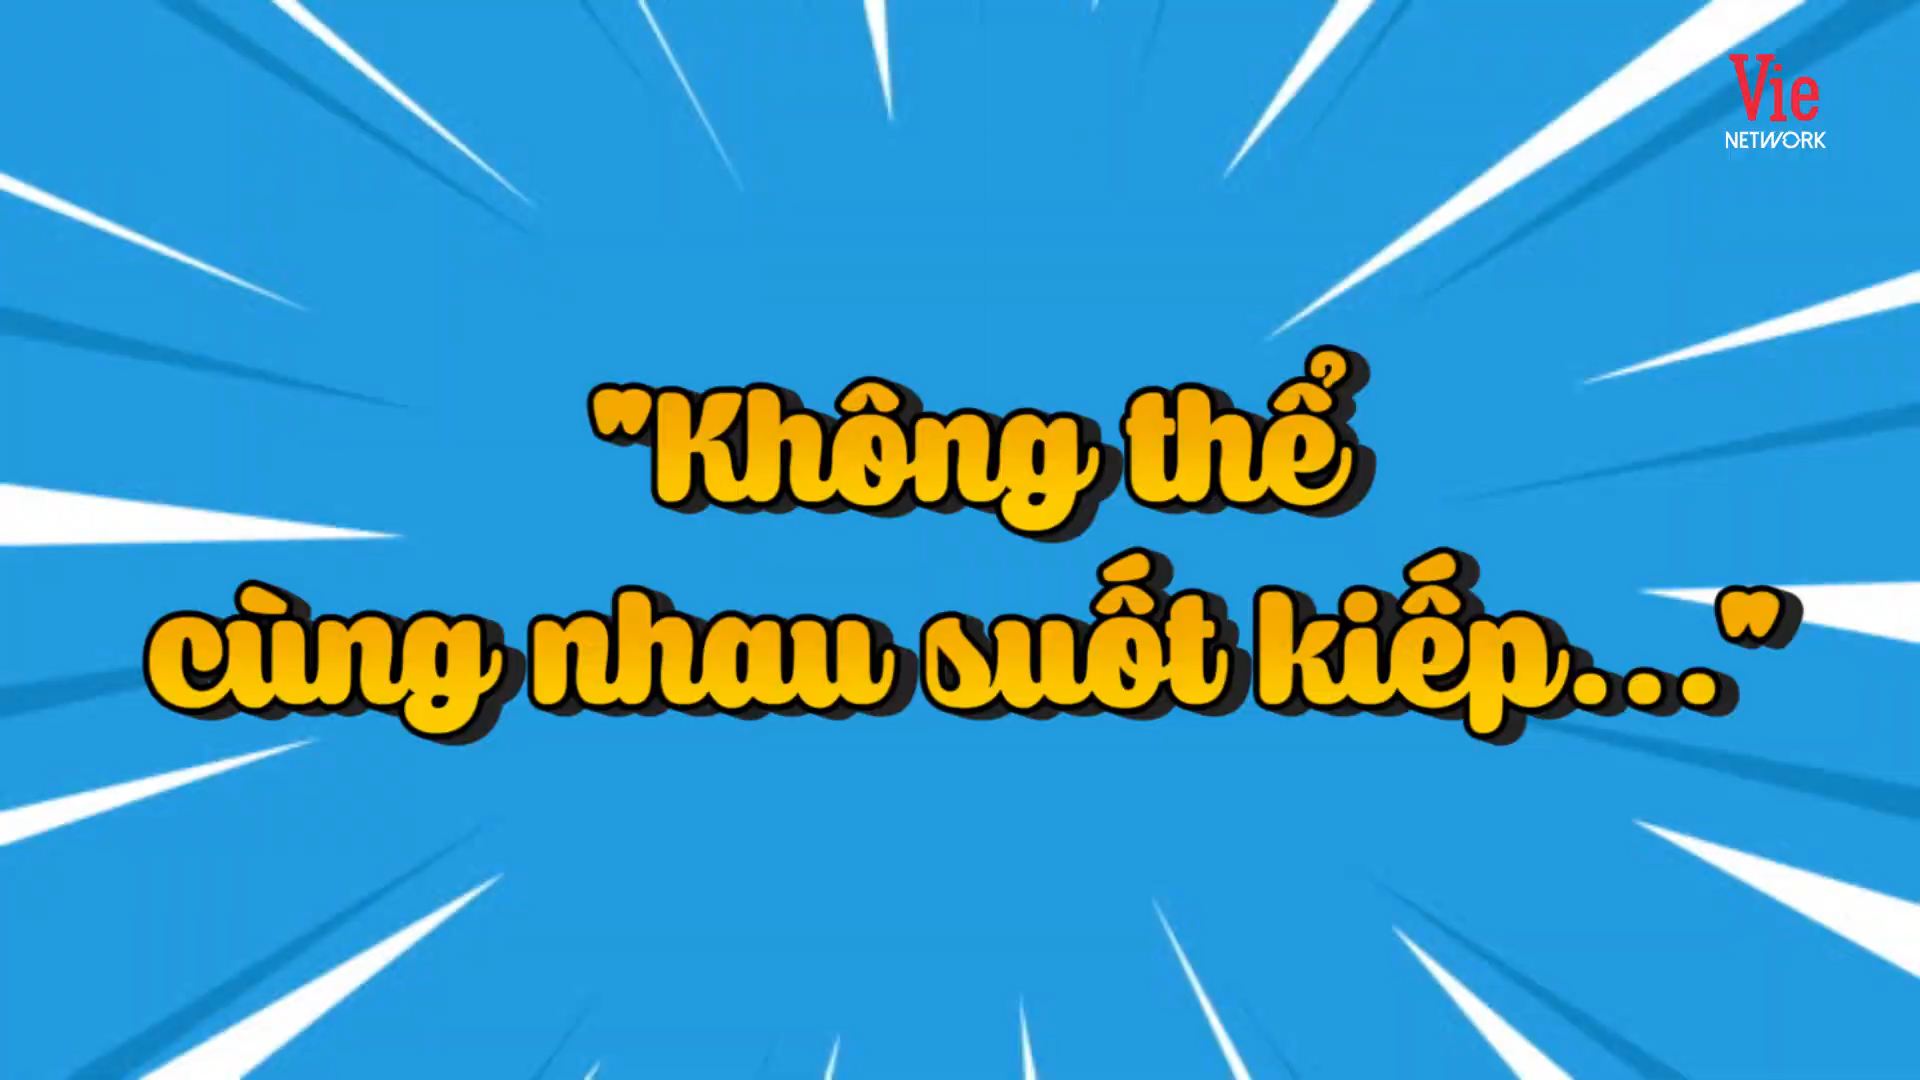 Vie
NETWORK
"Không thể
cùng nhau suốt kiếp..."